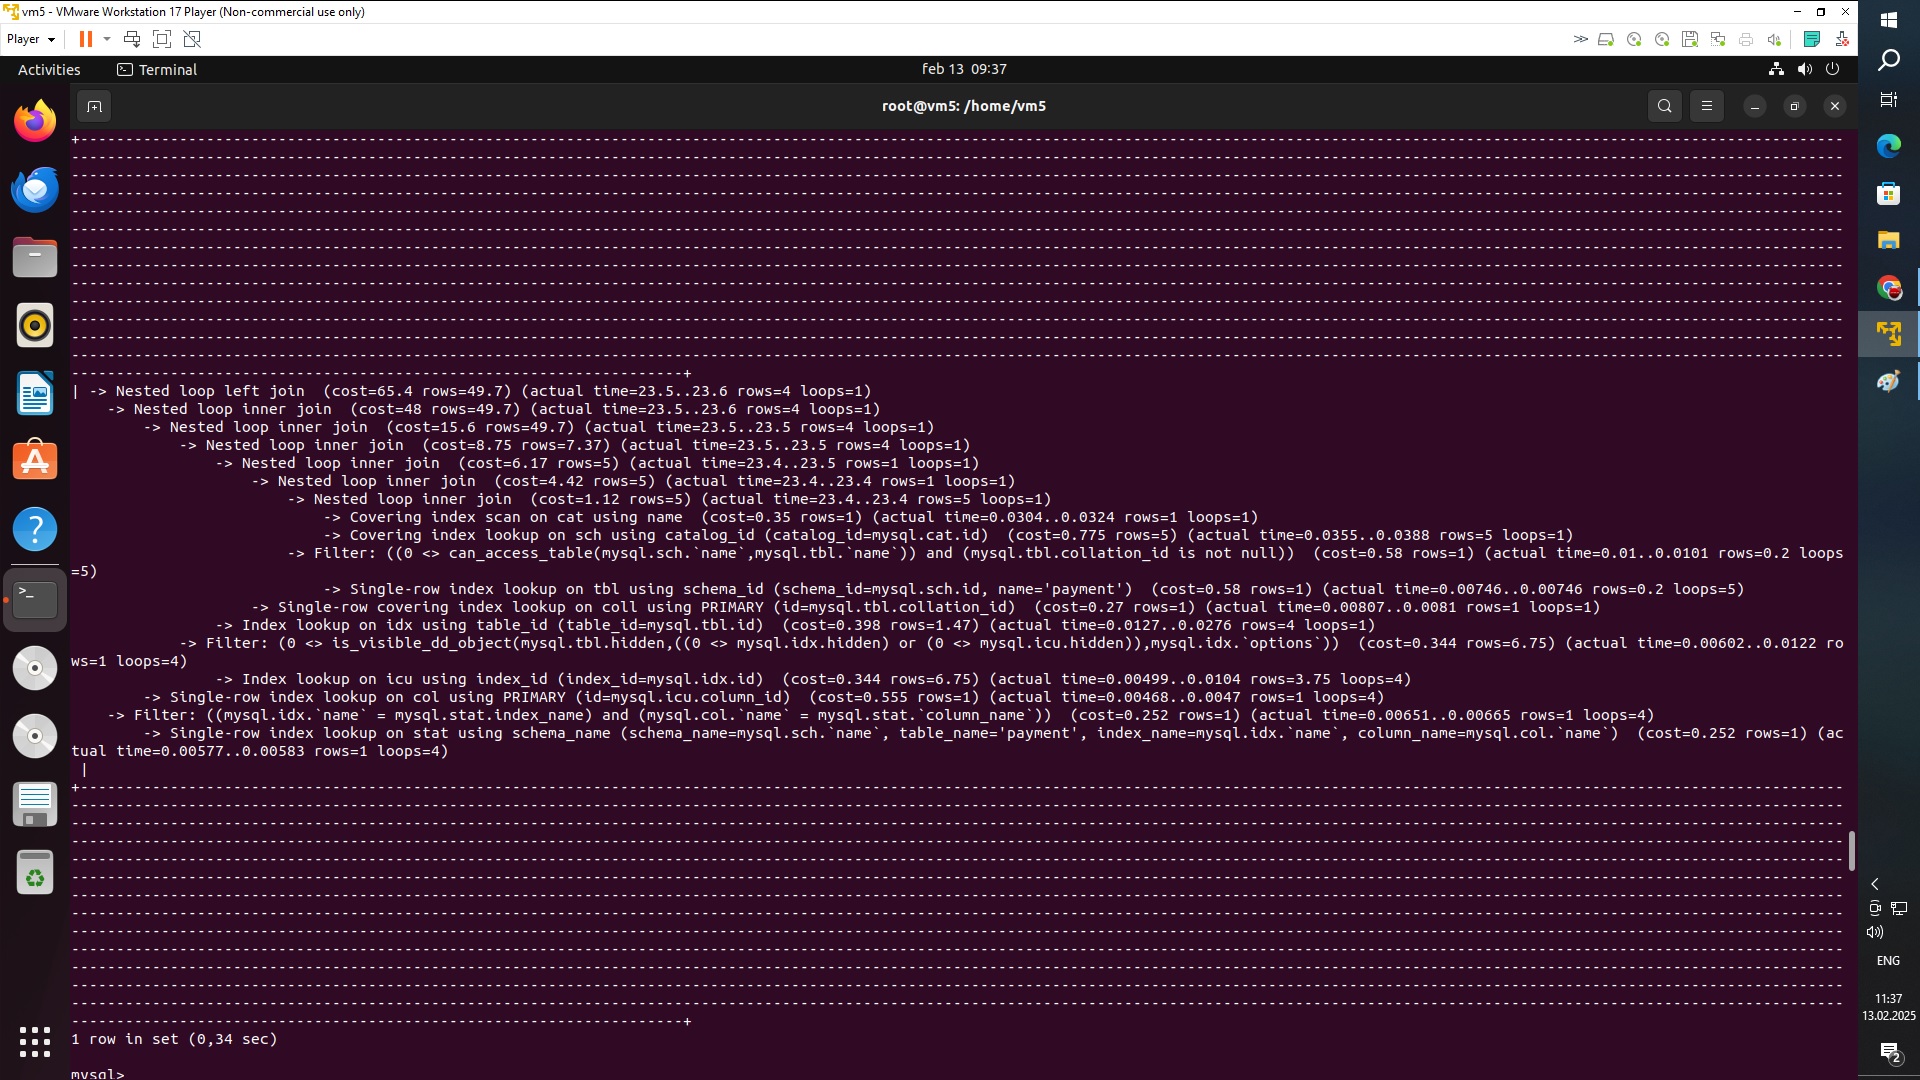 vm5 - VMware Workstation 17 Player (Non-commercial use only)
Player
Activities
Terminal
feb 13 09:37
root@vm5: /home/vm5
| -> Nested loop left join  (cost=65.4 rows=49.7) (actual time=23.5..23.6 rows=4 loops=1)
    -> Nested loop inner join  (cost=48 rows=49.7) (actual time=23.5..23.6 rows=4 loops=1)
        -> Nested loop inner join  (cost=15.6 rows=49.7) (actual time=23.5..23.5 rows=4 loops=1)
            -> Nested loop inner join  (cost=8.75 rows=7.37) (actual time=23.5..23.5 rows=4 loops=1)
                -> Nested loop inner join  (cost=6.17 rows=5) (actual time=23.4..23.5 rows=1 loops=1)
                    -> Nested loop inner join  (cost=4.42 rows=5) (actual time=23.4..23.4 rows=1 loops=1)
                        -> Nested loop inner join  (cost=1.12 rows=5) (actual time=23.4..23.4 rows=5 loops=1)
                            -> Covering index scan on cat using name  (cost=0.35 rows=1) (actual time=0.0304..0.0324 rows=1 loops=1)
                            -> Covering index lookup on sch using catalog_id (catalog_id=mysql.cat.id)  (cost=0.775 rows=5) (actual time=0.0355..0.0388 rows=5 loops=1)
                        -> Filter: ((0 <> can_access_table(mysql.sch.`name`,mysql.tbl.`name`)) and (mysql.tbl.collation_id is not null))  (cost=0.58 rows=1) (actual time=0.01..0.0101 rows=0.2 loops
=5)
                            -> Single-row index lookup on tbl using schema_id (schema_id=mysql.sch.id, name='payment')  (cost=0.58 rows=1) (actual time=0.00746..0.00746 rows=0.2 loops=5)
                    -> Single-row covering index lookup on coll using PRIMARY (id=mysql.tbl.collation_id)  (cost=0.27 rows=1) (actual time=0.00807..0.0081 rows=1 loops=1)
                -> Index lookup on idx using table_id (table_id=mysql.tbl.id)  (cost=0.398 rows=1.47) (actual time=0.0127..0.0276 rows=4 loops=1)
            -> Filter: (0 <> is_visible_dd_object(mysql.tbl.hidden,((0 <> mysql.idx.hidden) or (0 <> mysql.icu.hidden)),mysql.idx.`options`))  (cost=0.344 rows=6.75) (actual time=0.00602..0.0122 ro
ws=1 loops=4)
                -> Index lookup on icu using index_id (index_id=mysql.idx.id)  (cost=0.344 rows=6.75) (actual time=0.00499..0.0104 rows=3.75 loops=4)
        -> Single-row index lookup on col using PRIMARY (id=mysql.icu.column_id)  (cost=0.555 rows=1) (actual time=0.00468..0.0047 rows=1 loops=4)
    -> Filter: ((mysql.idx.`name` = mysql.stat.index_name) and (mysql.col.`name` = mysql.stat.`column_name`))  (cost=0.252 rows=1) (actual time=0.00651..0.00665 rows=1 loops=4)
        -> Single-row index lookup on stat using schema_name (schema_name=mysql.sch.`name`, table_name='payment', index_name=mysql.idx.`name`, column_name=mysql.col.`name`)  (cost=0.252 rows=1) (ac
tual time=0.00577..0.00583 rows=1 loops=4)
 |
1 row in set (0,34 sec)
mysql>
ENG
11:37
13.02.2025
2